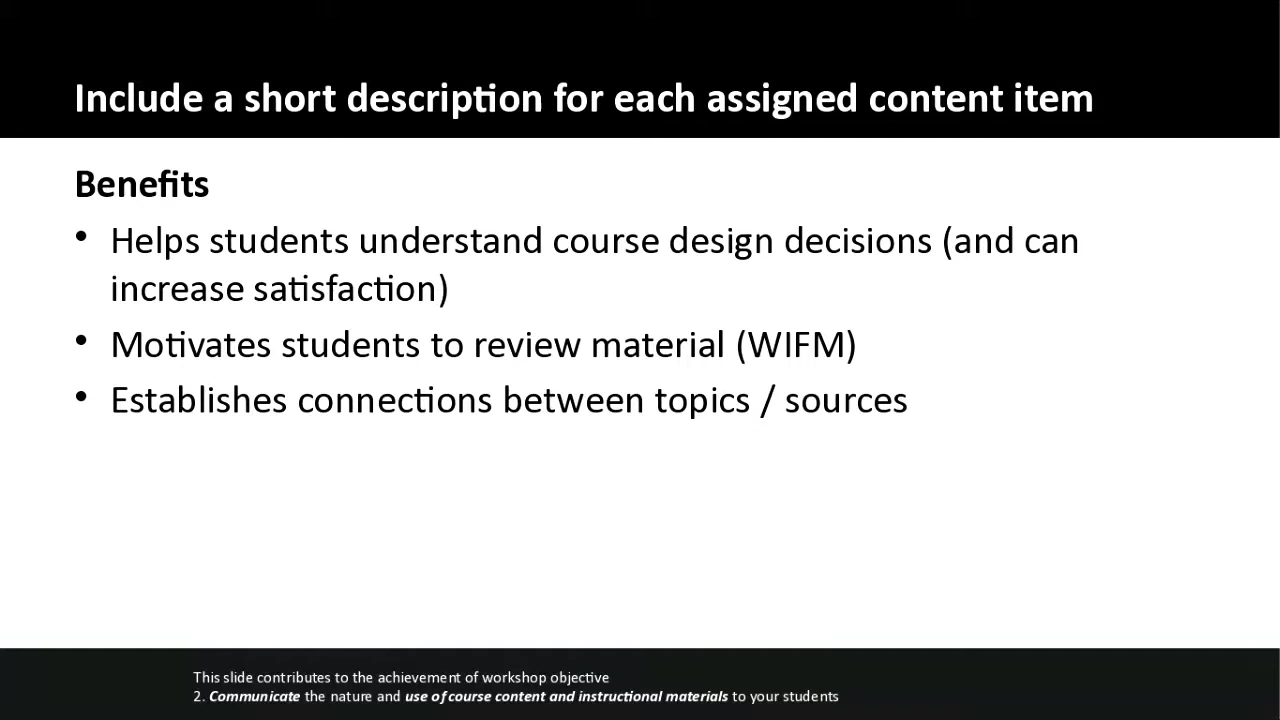 Include a short description for each assigned content item
Benefits
• Helps students understand course design decisions (and can
increase satisfaction)
• Motivates students to review material (WIFM)
• Establishes connections between topics / sources
This slide contributes to the achievement of workshop objective
2. Communicate the nature and use of course content and instructional materials to your students